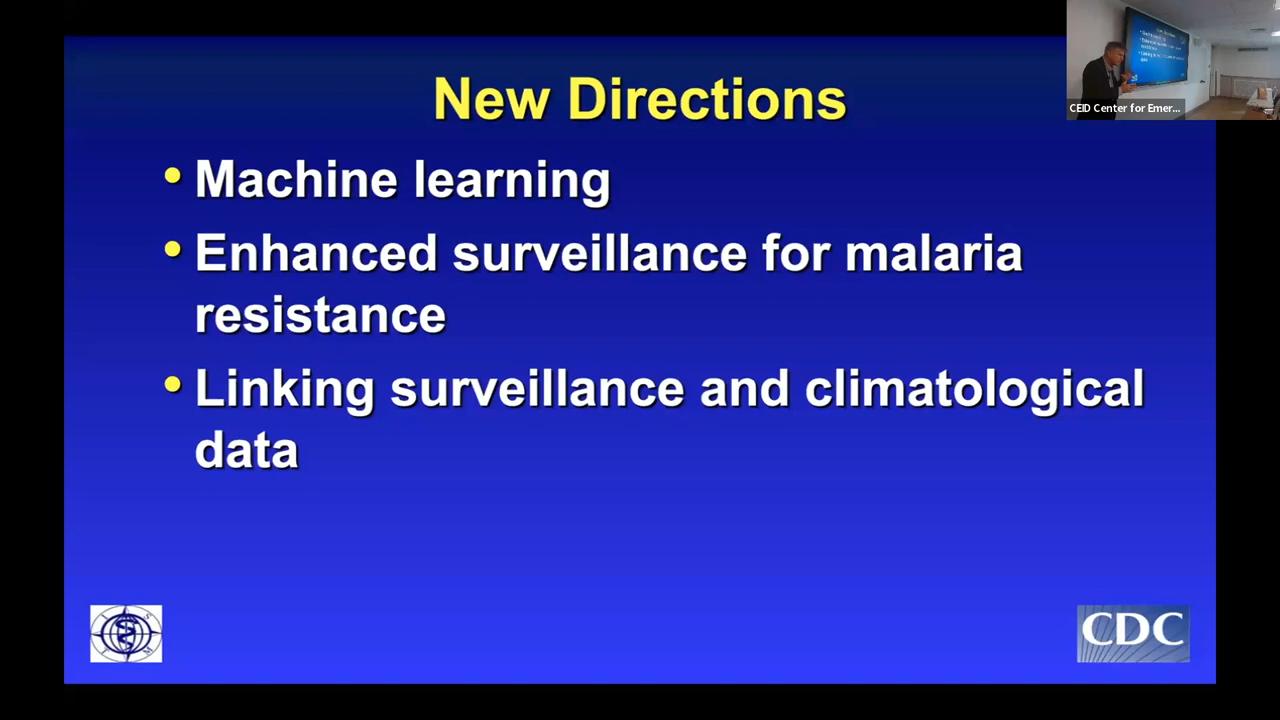 New Directions
• Machine learning
• Enhanced surveillance for malaria
resistance
• Linking surveillance and climatological
data
CDC
CEID Center for Emer...